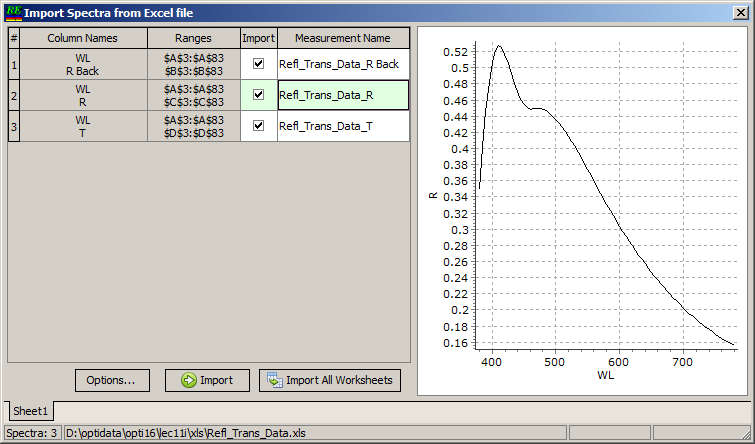 RE Import Spectra from Excel file
# Column Names Ranges Import Measurement Name
1 WL $A$3:$A$83 Refl_Trans_Data_R Back
R Back $B$3:$B$83
2 WL $A$3:$A$83 Refl_Trans_Data_R
R $C$3:$C$83
3 WL $A$3:$A$83 Refl_Trans_Data_T
T $D$3:$D$83
0.52
0.5
0.48
0.46
0.44
0.42
0.4
0.38
0.36
0.34
0.32
0.3
0.28
0.26
0.24
0.22
0.2
0.18
0.16
R
400 500 600 700
WL
Options... Import Import All Worksheets
Sheet1
Spectra: 3 D:\optidata\opti16\lec11i\xls\Refl_Trans_Data.xls